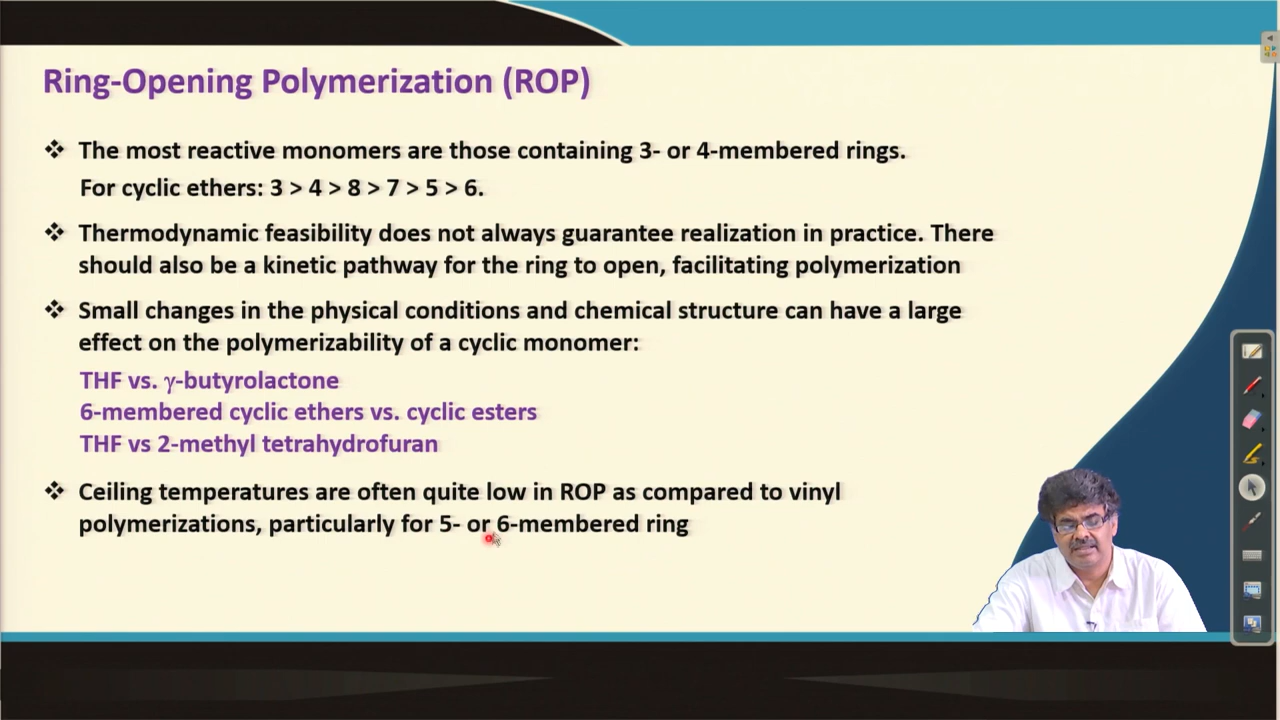 Ring-Opening Polymerization (ROP)
❖ The most reactive monomers are those containing 3- or 4-membered rings.
For cyclic ethers: 3 > 4 > 8 > 7 > 5 > 6.
❖ Thermodynamic feasibility does not always guarantee realization in practice. There
should also be a kinetic pathway for the ring to open, facilitating polymerization
❖ Small changes in the physical conditions and chemical structure can have a large
effect on the polymerizability of a cyclic monomer:
THF vs. γ-butyrolactone
6-membered cyclic ethers vs. cyclic esters
THF vs 2-methyl tetrahydrofuran
❖ Ceiling temperatures are often quite low in ROP as compared to vinyl
polymerizations, particularly for 5- or 6-membered ring